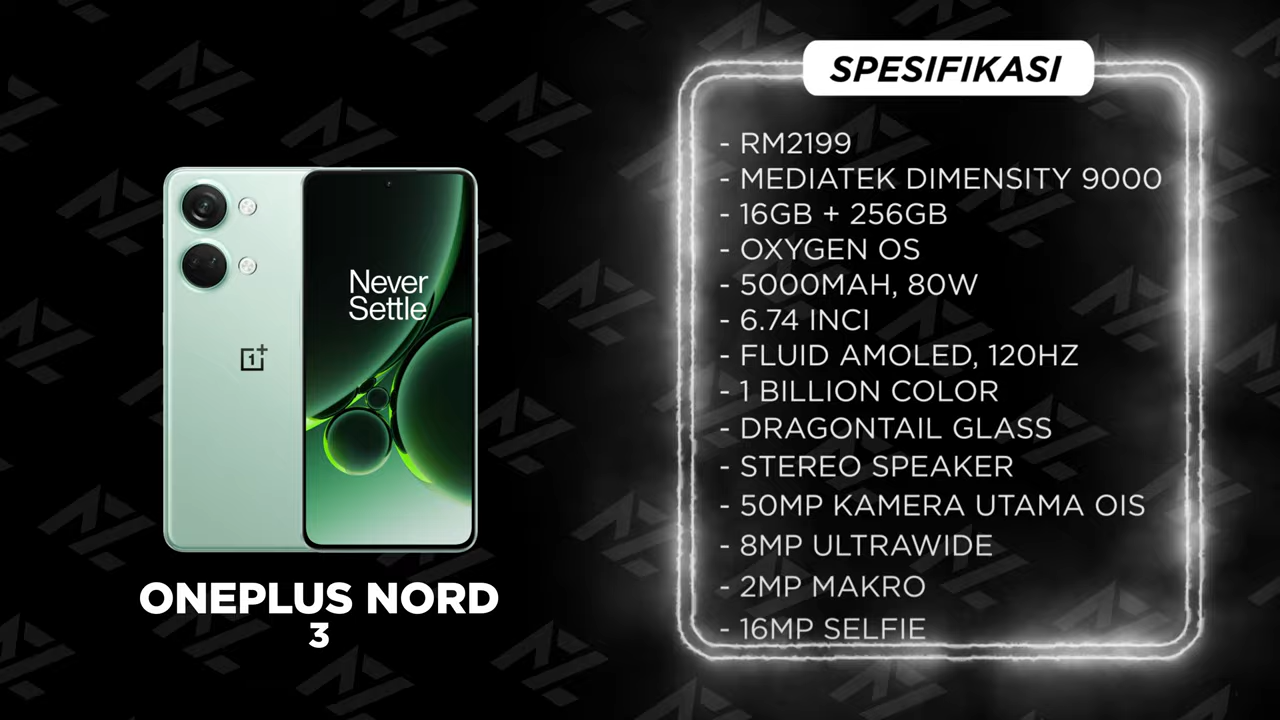 Never
Settle
ONEPLUS NORD
3
SPESIFIKASI
- RM2199
- MEDIATEK DIMENSITY 9000
- 16GB + 256GB
- OXYGEN OS
- 5000MAH, 80W
- 6.74 INCI
- FLUID AMOLED, 120HZ
- 1 BILLION COLOR
- DRAGONTAIL GLASS
- STEREO SPEAKER
- 50MP KAMERA UTAMA OIS
- 8MP ULTRAWIDE
- 2MP MAKRO
- 16MP SELFIE